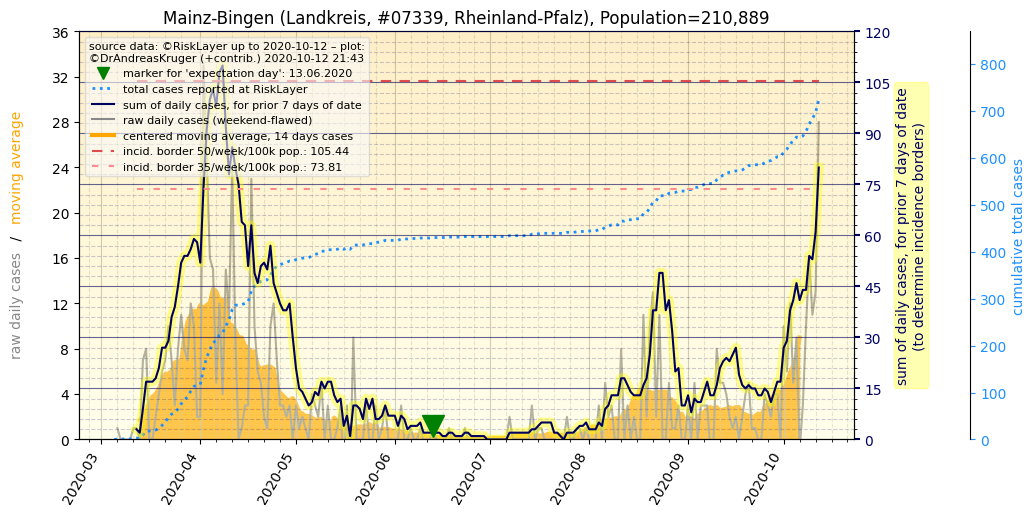 Mainz-Bingen (Landkreis, #07339, Rheinland-Pfalz), Population=210,889
source data: ©RiskLayer up to 2020-10-12 – plot:
©DrAndreasKruger (+contrib.) 2020-10-12 21:43
marker for 'expectation day': 13.06.2020
total cases reported at RiskLayer
sum of daily cases, for prior 7 days of date
raw daily cases (weekend-flawed)
centered moving average, 14 days cases
incid. border 50/week/100k pop.: 105.44
incid. border 35/week/100k pop.: 73.81
raw daily cases / moving average
36
32
28
24
20
16
12
8
4
0
120
105
90
75
60
45
30
15
0
sum of daily cases, for prior 7 days of date
(to determine incidence borders)
800
700
600
500
400
300
200
100
0
cumulative total cases
2020-03
2020-04
2020-05
2020-06
2020-07
2020-08
2020-09
2020-10